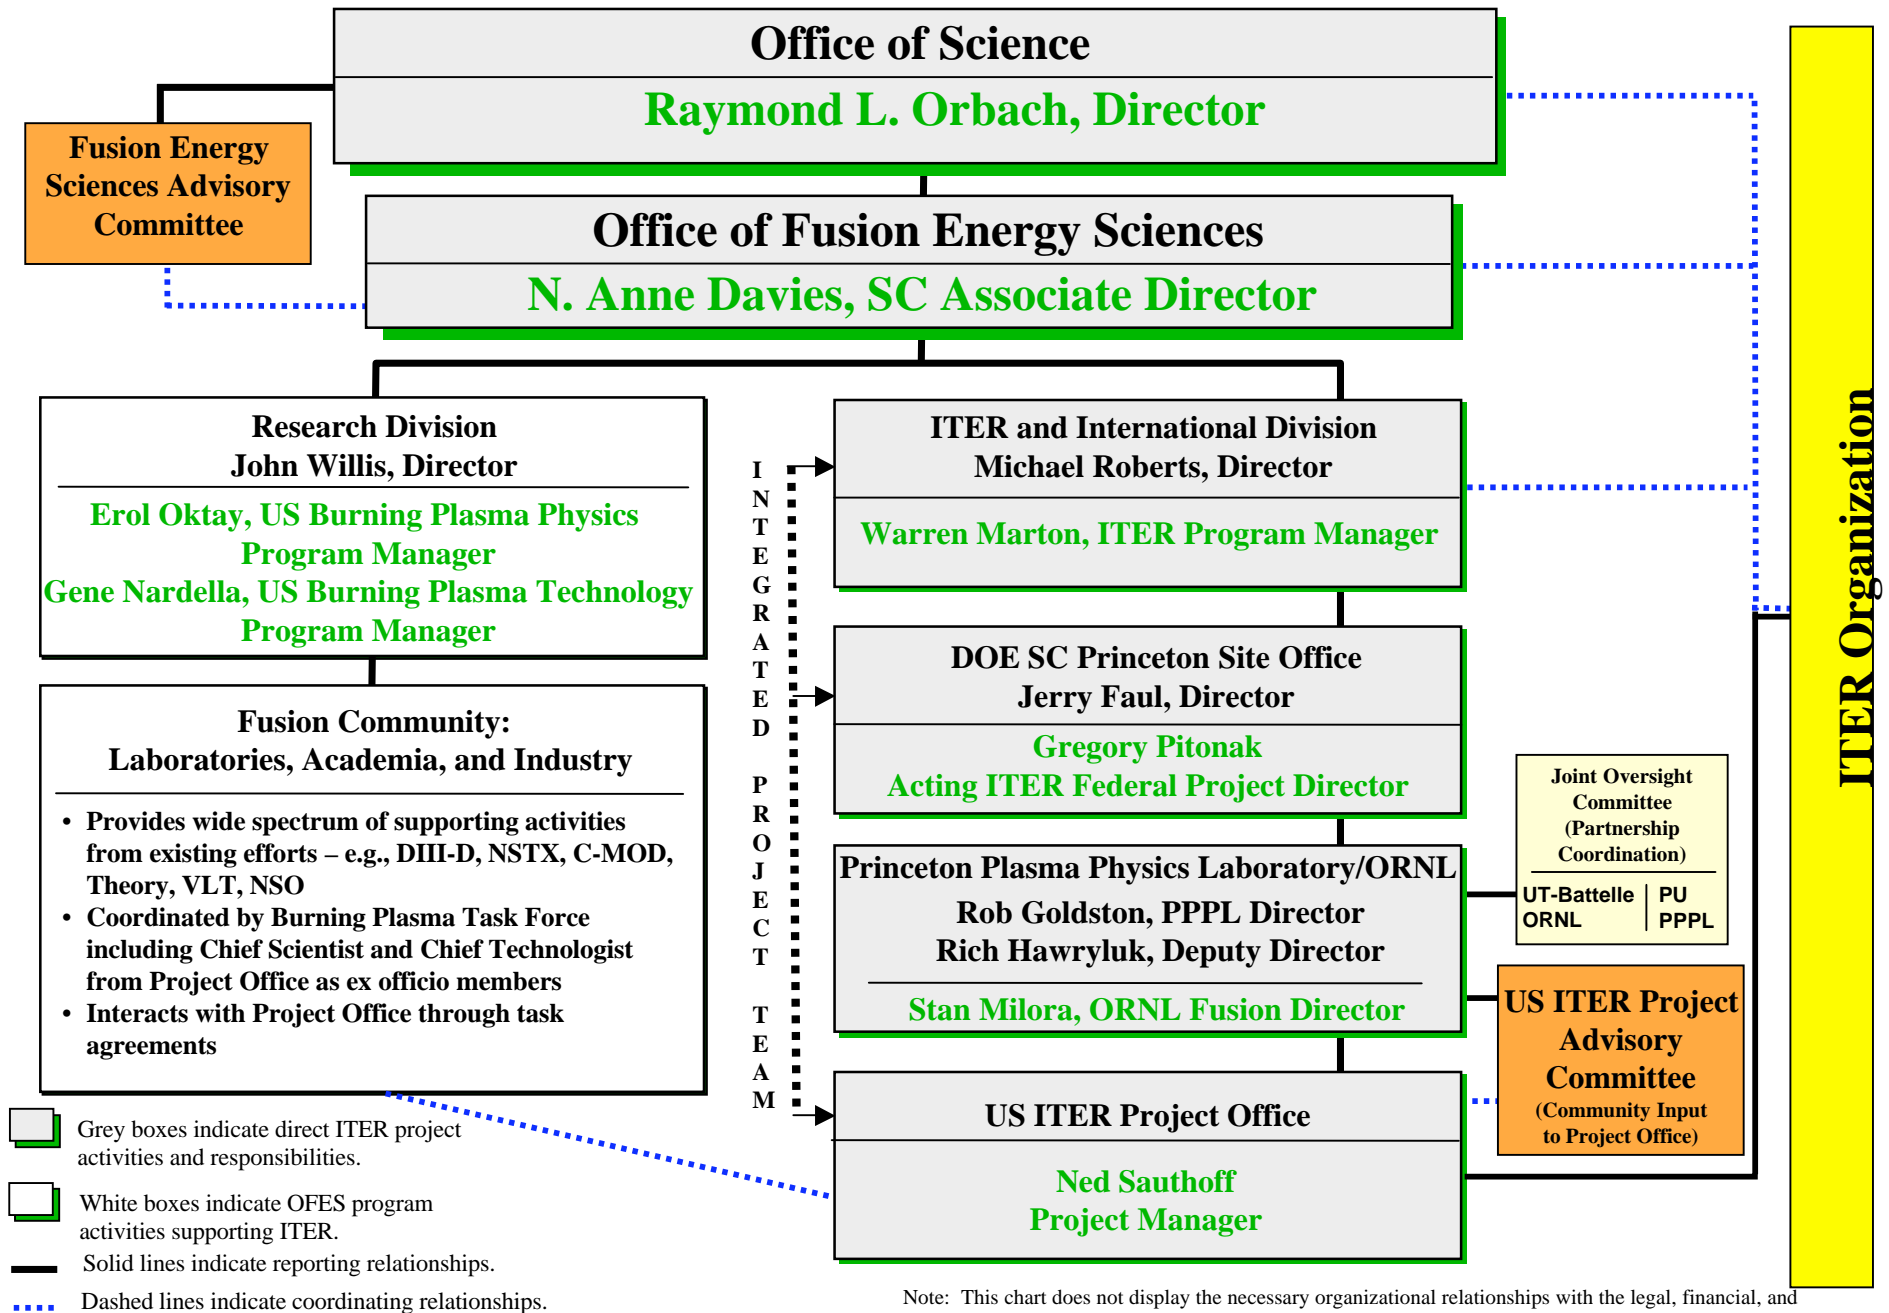 Office of Science
Raymond L. Orbach, Director
Fusion Energy
Sciences Advisory
Committee
Office of Fusion Energy Sciences
N. Anne Davies, SC Associate Director
Research Division
John Willis, Director
Erol Oktay, US Burning Plasma Physics
Program Manager
Gene Nardella, US Burning Plasma Technology
Program Manager
Fusion Community:
Laboratories, Academia, and Industry
• Provides wide spectrum of supporting activities
from existing efforts – e.g., DIII-D, NSTX, C-MOD,
Theory, VLT, NSO
• Coordinated by Burning Plasma Task Force
including Chief Scientist and Chief Technologist
from Project Office as ex officio members
• Interacts with Project Office through task
agreements
INTEGRATED PROJECT TEAM
ITER and International Division
Michael Roberts, Director
Warren Marton, ITER Program Manager
DOE SC Princeton Site Office
Jerry Faul, Director
Gregory Pitonak
Acting ITER Federal Project Director
Princeton Plasma Physics Laboratory/ORNL
Rob Goldston, PPPL Director
Rich Hawryluk, Deputy Director
Stan Milora, ORNL Fusion Director
US ITER Project Office
Ned Sauthoff
Project Manager
Joint Oversight
Committee
(Partnership
Coordination)
UT-Battelle PU
ORNL PPPL
US ITER Project
Advisory
Committee
(Community Input
to Project Office)
ITER Organization
Grey boxes indicate direct ITER project
activities and responsibilities.
White boxes indicate OFES program
activities supporting ITER.
Solid lines indicate reporting relationships.
Dashed lines indicate coordinating relationships.
Note: This chart does not display the necessary organizational relationships with the legal, financial, and